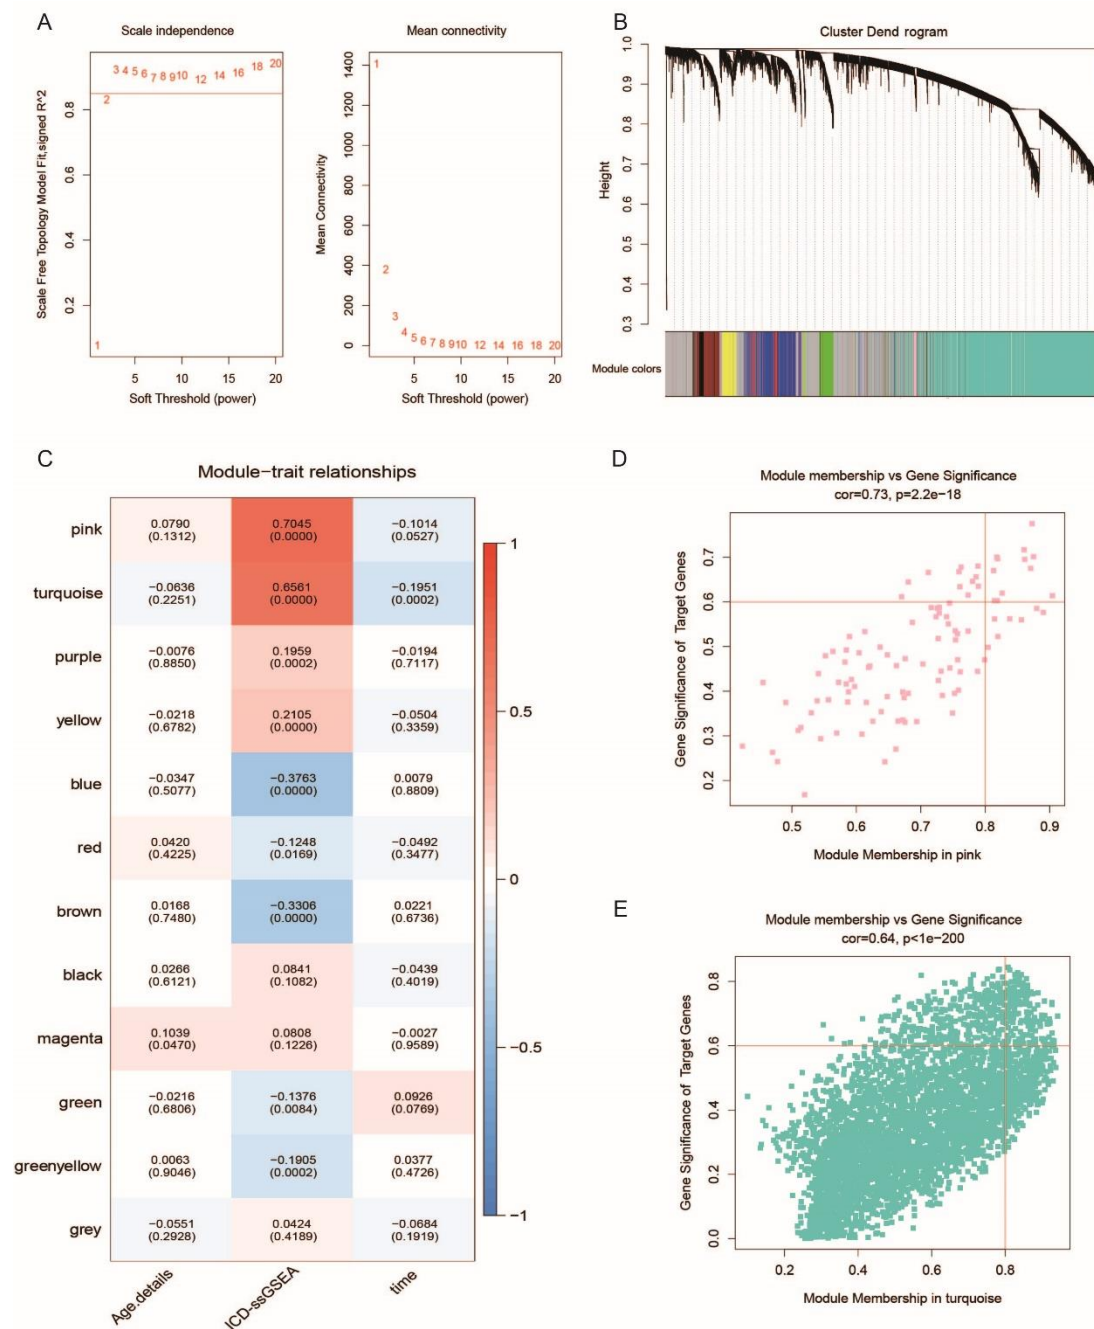 A
Scale independence
Scale Free Topology Model Fit,signed R^2
0.2 0.4 0.6 0.8
1 2 3 4 5 6 7 8 9 10 12 14 16 18 20
5 10 15 20
Soft Threshold (power)
Mean connectivity
Mean Connectivity
0 200 400 600 800 1000 1200 1400
1 2 3 4 5 6 7 8 9 10 12 14 16 18 20
5 10 15 20
Soft Threshold (power)
B
Cluster Dend rogram
Height
0.3 0.4 0.5 0.6 0.7 0.8 0.9 1.0
Module colors
C
Module−trait relationships
pink 0.0790 0.7045 −0.1014
(0.1312) (0.0000) (0.0527)
turquoise −0.0636 0.6561 −0.1951
(0.2251) (0.0000) (0.0002)
purple −0.0076 0.1959 −0.0194
(0.8850) (0.0002) (0.7117)
yellow −0.0218 0.2105 −0.0504
(0.6782) (0.0000) (0.3359)
blue −0.0347 −0.3763 0.0079
(0.5077) (0.0000) (0.8809)
red 0.0420 −0.1248 −0.0492
(0.4225) (0.0169) (0.3477)
brown 0.0168 −0.3306 0.0221
(0.7480) (0.0000) (0.6736)
black 0.0266 0.0841 −0.0439
(0.6121) (0.1082) (0.4019)
magenta 0.1039 0.0808 −0.0027
(0.0470) (0.1226) (0.9589)
green −0.0216 −0.1376 0.0926
(0.6806) (0.0084) (0.0769)
greenyellow 0.0063 −0.1905 0.0377
(0.9046) (0.0002) (0.4726)
grey −0.0551 0.0424 −0.0684
(0.2928) (0.4189) (0.1919)
Age.details ICD-ssGSEA time
1
0.5
0
−0.5
−1
D
Module membership vs Gene Significance
cor=0.73, p=2.2e−18
Gene Significance of Target Genes
0.2 0.3 0.4 0.5 0.6 0.7
0.5 0.6 0.7 0.8 0.9
Module Membership in pink
E
Module membership vs Gene Significance
cor=0.64, p<1e−200
Gene Significance of Target Genes
0.0 0.2 0.4 0.6 0.8
0.2 0.4 0.6 0.8
Module Membership in turquoise